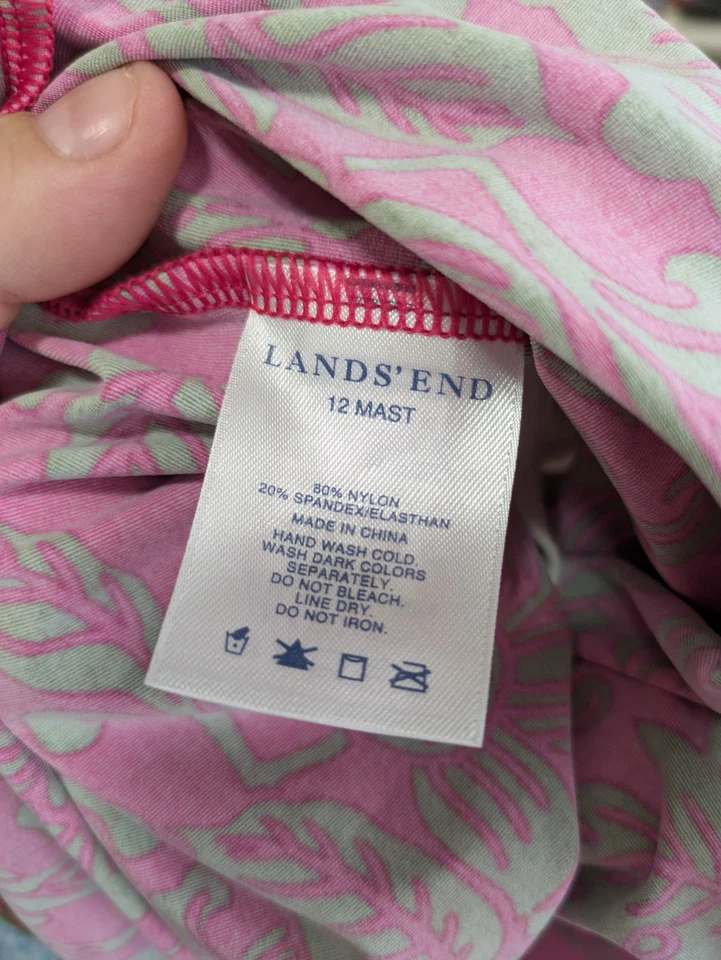 LANDS' END
12 MAST
80% NYLON
20% SPANDEX/ELASTHAN
MADE IN CHINA
HAND WASH COLD.
WASH DARK COLORS
SEPARATELY.
DO NOT BLEACH.
LINE DRY.
DO NOT IRON.